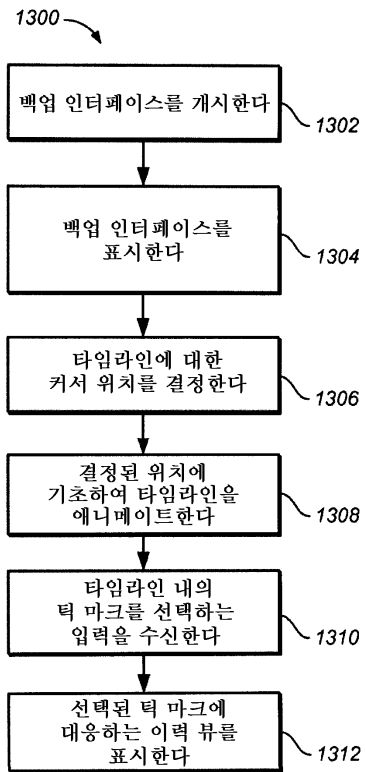 1300
백업 인터페이스를 개시한다
1302
백업 인터페이스를
표시한다
1304
타임라인에 대한
커서 위치를 결정한다
1306
결정된 위치에
기초하여 타임라인을
애니메이트한다
1308
타임라인 내의
틱 마크를 선택하는
입력을 수신한다
1310
선택된 틱 마크에
대응하는 이력 뷰를
표시한다
1312